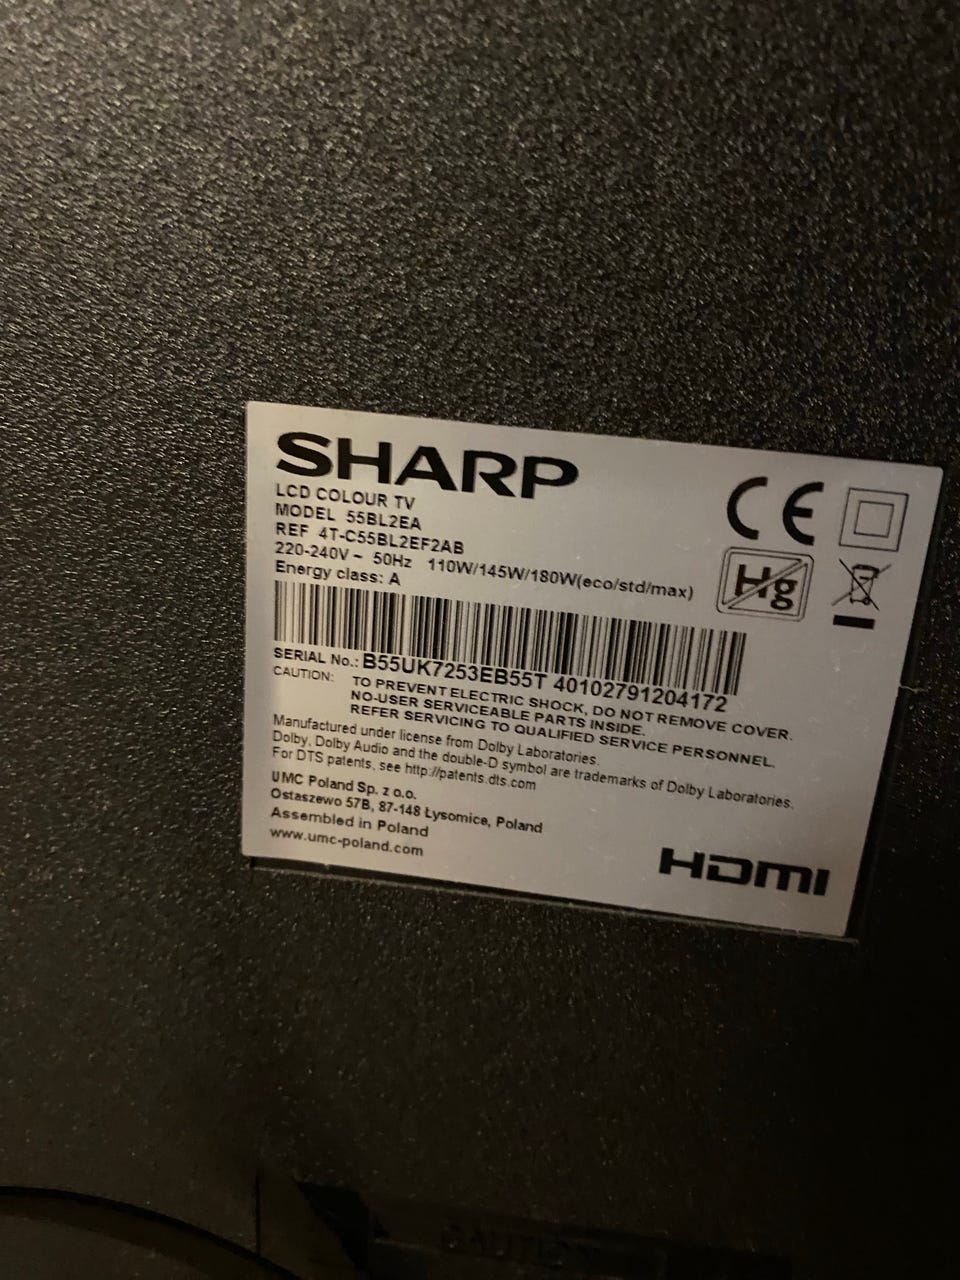 SHARP
LCD COLOUR TV
MODEL 55BL2EA
REF 4T-C55BL2EF2AB
220-240V ~ 50Hz 110W/145W/180W(eco/std/max)
Energy class: A
CE
Hg
SERIAL No.: B55UK7253EB55T 40102791204172
CAUTION: TO PREVENT ELECTRIC SHOCK, DO NOT REMOVE COVER.
NO-USER SERVICEABLE PARTS INSIDE.
REFER SERVICING TO QUALIFIED SERVICE PERSONNEL.
Manufactured under license from Dolby Laboratories.
Dolby, Dolby Audio and the double-D symbol are trademarks of Dolby Laboratories.
For DTS patents, see http://patents.dts.com
UMC Poland Sp. z o.o.
Ostaszewo 57B, 87-148 Łysomice, Poland
Assembled in Poland
www.umc-poland.com
HDMI